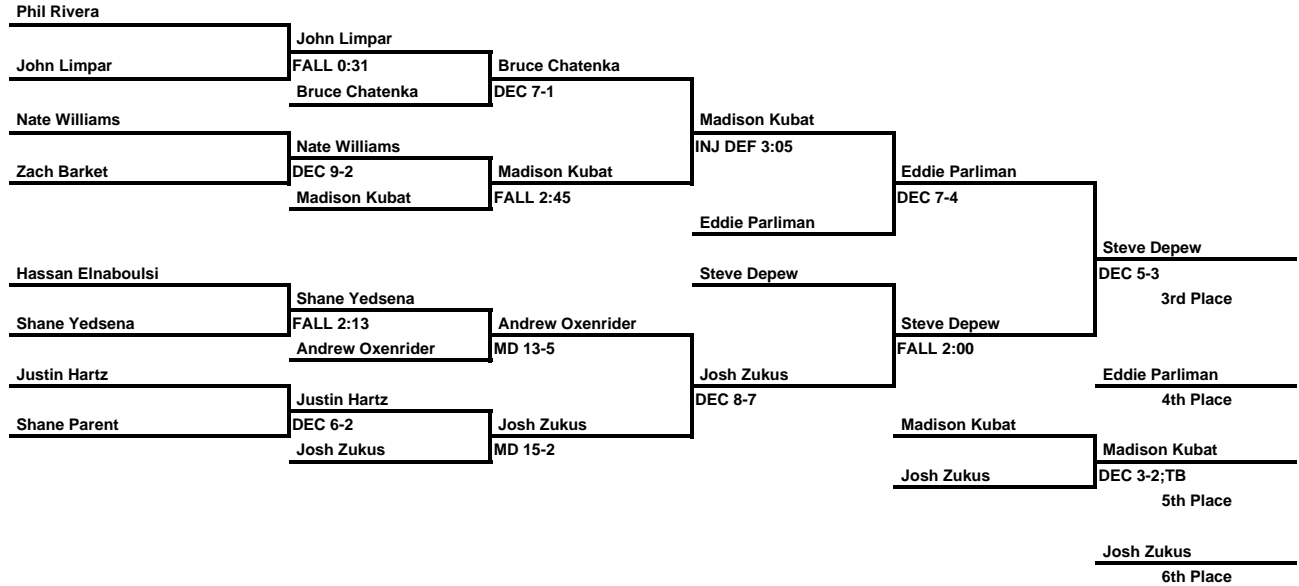 Phil Rivera
John Limpar
John Limpar
FALL 0:31
Bruce Chatenka
Bruce Chatenka
DEC 7-1
Nate Williams
Madison Kubat
Nate Williams
INJ DEF 3:05
Zach Barket
DEC 9-2
Madison Kubat
Eddie Parliman
Madison Kubat
FALL 2:45
DEC 7-4
Eddie Parliman
Steve Depew
Hassan Elnaboulsi
Steve Depew
DEC 5-3
Shane Yedsena
3rd Place
Shane Yedsena
FALL 2:13
Andrew Oxenrider
Steve Depew
Andrew Oxenrider
MD 13-5
FALL 2:00
Justin Hartz
Josh Zukus
Eddie Parliman
Justin Hartz
DEC 8-7
4th Place
Shane Parent
DEC 6-2
Josh Zukus
Madison Kubat
Josh Zukus
MD 15-2
Madison Kubat
Josh Zukus
DEC 3-2;TB
5th Place
Josh Zukus
6th Place